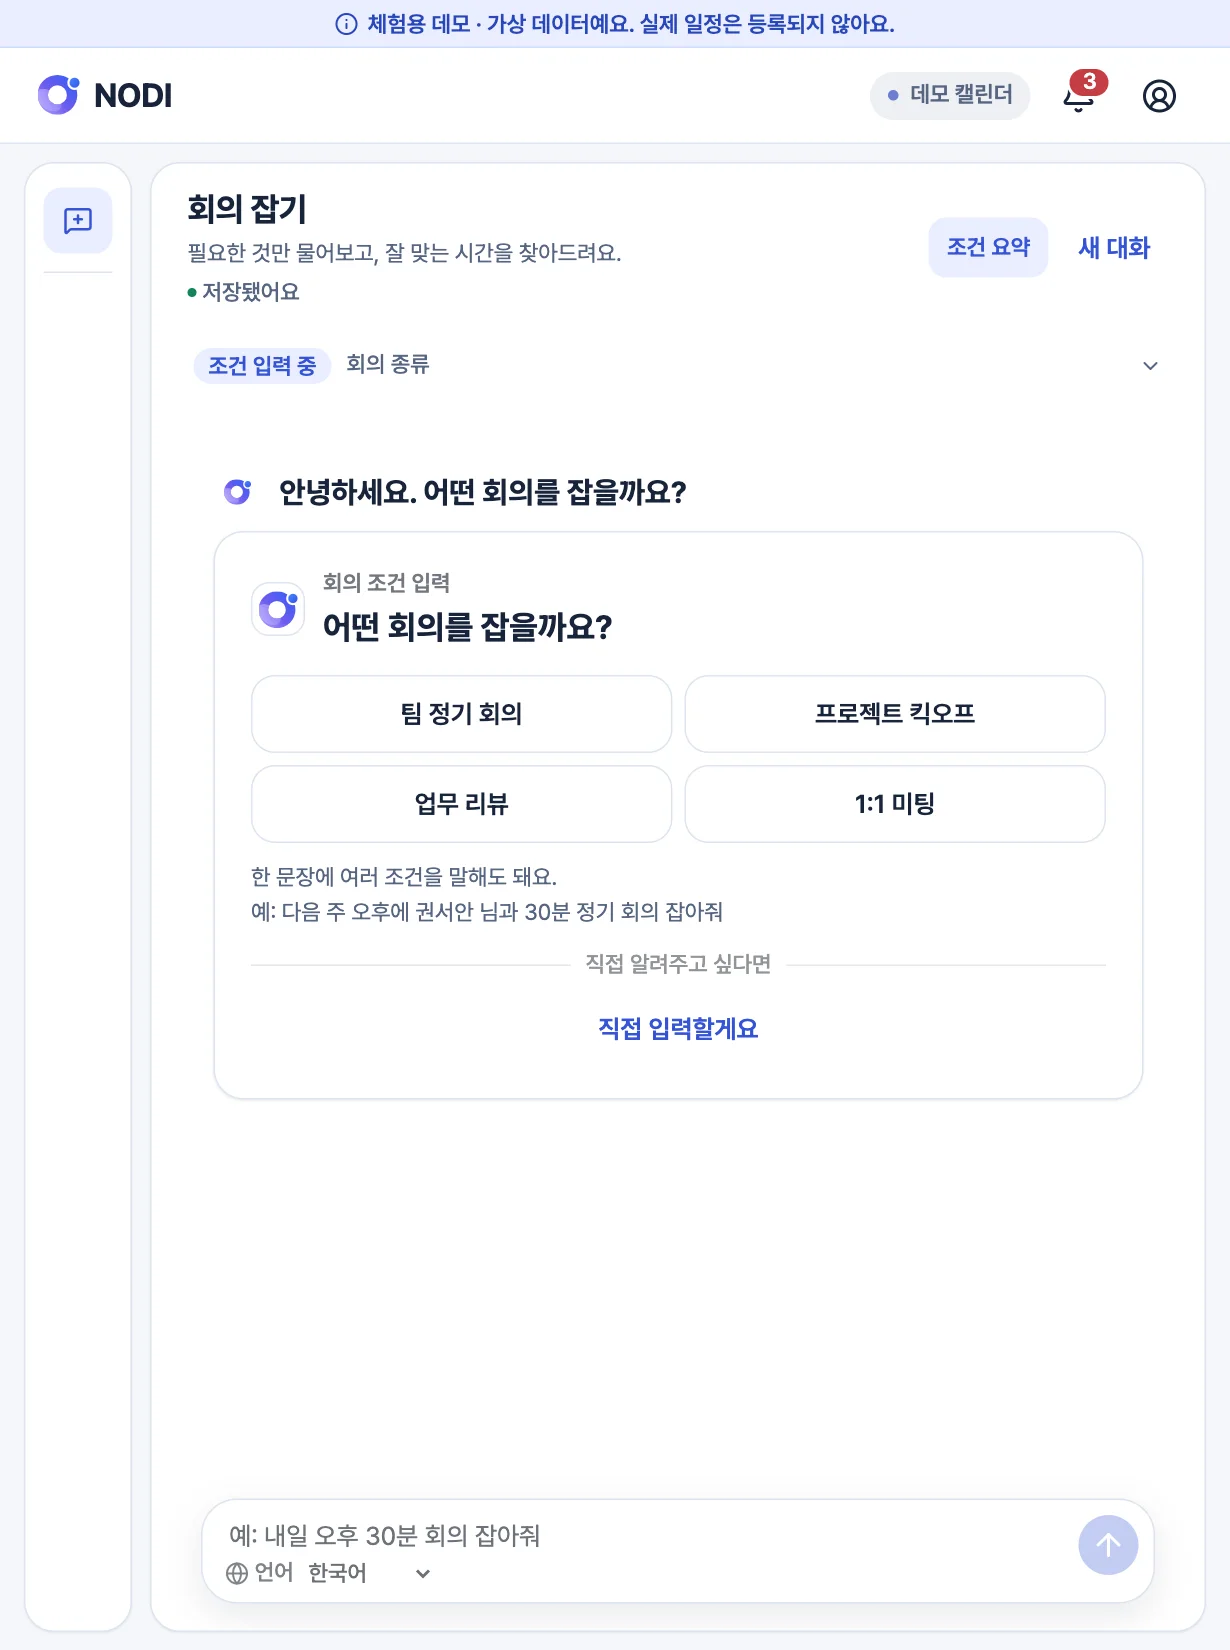 체험용 데모 · 가상 데이터예요. 실제 일정은 등록되지 않아요.
NODI
데모 캘린더
3
회의 잡기
필요한 것만 물어보고, 잘 맞는 시간을 찾아드려요.
저장됐어요
조건 요약
새 대화
조건 입력 중
회의 종류
안녕하세요. 어떤 회의를 잡을까요?
회의 조건 입력
어떤 회의를 잡을까요?
팀 정기 회의
프로젝트 킥오프
업무 리뷰
1:1 미팅
한 문장에 여러 조건을 말해도 돼요.
예: 다음 주 오후에 권서안 님과 30분 정기 회의 잡아줘
직접 알려주고 싶다면
직접 입력할게요
예: 내일 오후 30분 회의 잡아줘
언어 한국어